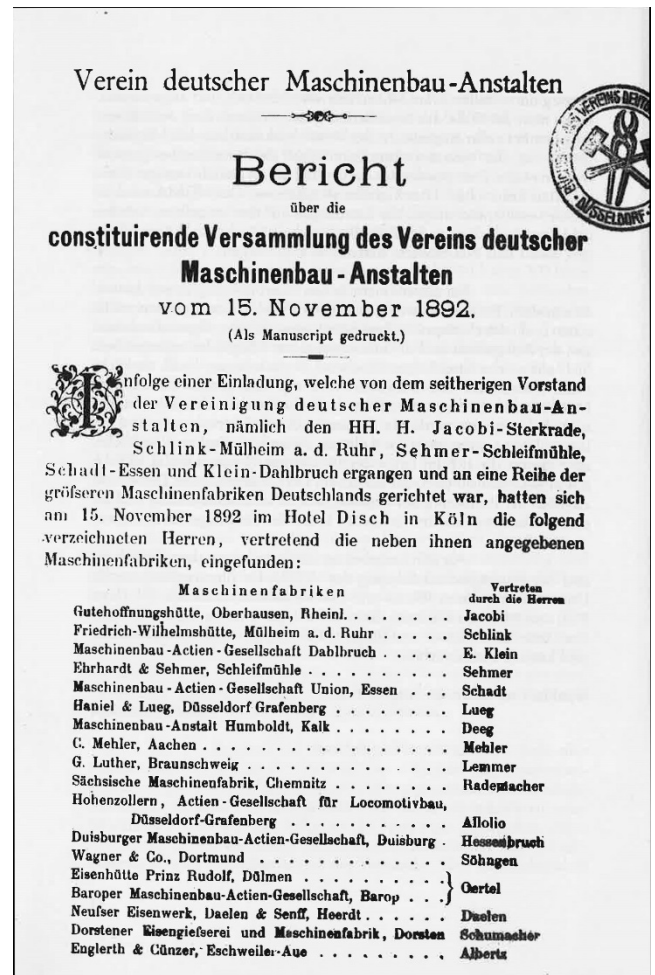 Verein deutscher Maschinenbau-Anstalten
VEREINS DEUT
DÜSSELDORF
Bericht
über die
constituirende Versammlung des Vereins deutscher
Maschinenbau-Anstalten
vom 15. November 1892.
(Als Manuscript gedruckt.)
Infolge einer Einladung, welche von dem seitherigen Vorstand
der Vereinigung deutscher Maschinenbau-An-
stalten, nämlich den HH. H. Jacobi-Sterkrade,
Schlink-Mülheim a. d. Ruhr, Sehmer-Schleifmühle,
Schadt-Essen und Klein-Dahlbruch ergangen und an eine Reihe der
gröfseren Maschinenfabriken Deutschlands gerichtet war, hatten sich
am 15. November 1892 im Hotel Disch in Köln die folgend
verzeichneten Herren, vertretend die neben ihnen angegebenen
Maschinenfabriken, eingefunden:
Maschinenfabriken Vertreten
durch die Herren
Gutehoffnungshütte, Oberhausen, Rheinl. . . . . . . . Jacobi
Friedrich-Wilhelmshütte, Mülheim a. d. Ruhr . . . . . Schlink
Maschinenbau-Actien-Gesellschaft Dahlbruch . . . . . E. Klein
Ehrhardt & Sehmer, Schleifmühle . . . . . . . . . . Sehmer
Maschinenbau-Actien-Gesellschaft Union, Essen . . . Schadt
Haniel & Lueg, Düsseldorf Grafenberg . . . . . . . . Lueg
Maschinenbau-Anstalt Humboldt, Kalk . . . . . . . . Deeg
C. Mehler, Aachen . . . . . . . . . . . . . . . . . Mehler
G. Luther, Braunschweig . . . . . . . . . . . . . . Lemmer
Sächsische Maschinenfabrik, Chemnitz . . . . . . . . Rademacher
Hohenzollern, Actien-Gesellschaft für Locomotivbau,
Düsseldorf-Grafenberg . . . . . . . . . . . Allolio
Duisburger Maschinenbau-Actien-Gesellschaft, Duisburg . Hessenbruch
Wagner & Co., Dortmund . . . . . . . . . . . . . Söhngen
Eisenhütte Prinz Rudolf, Dülmen . . . . . . . . . .
Oertel
Baroper Maschinenbau-Actien-Gesellschaft, Barop . . .
Neufser Eisenwerk, Daelen & Senff, Heerdt . . . . . . Daelen
Dorstener Eisengiefserei und Maschinenfabrik, Dorsten Schumacher
Englerth & Cünzer, Eschweiler-Aue . . . . . . . . . Albertz